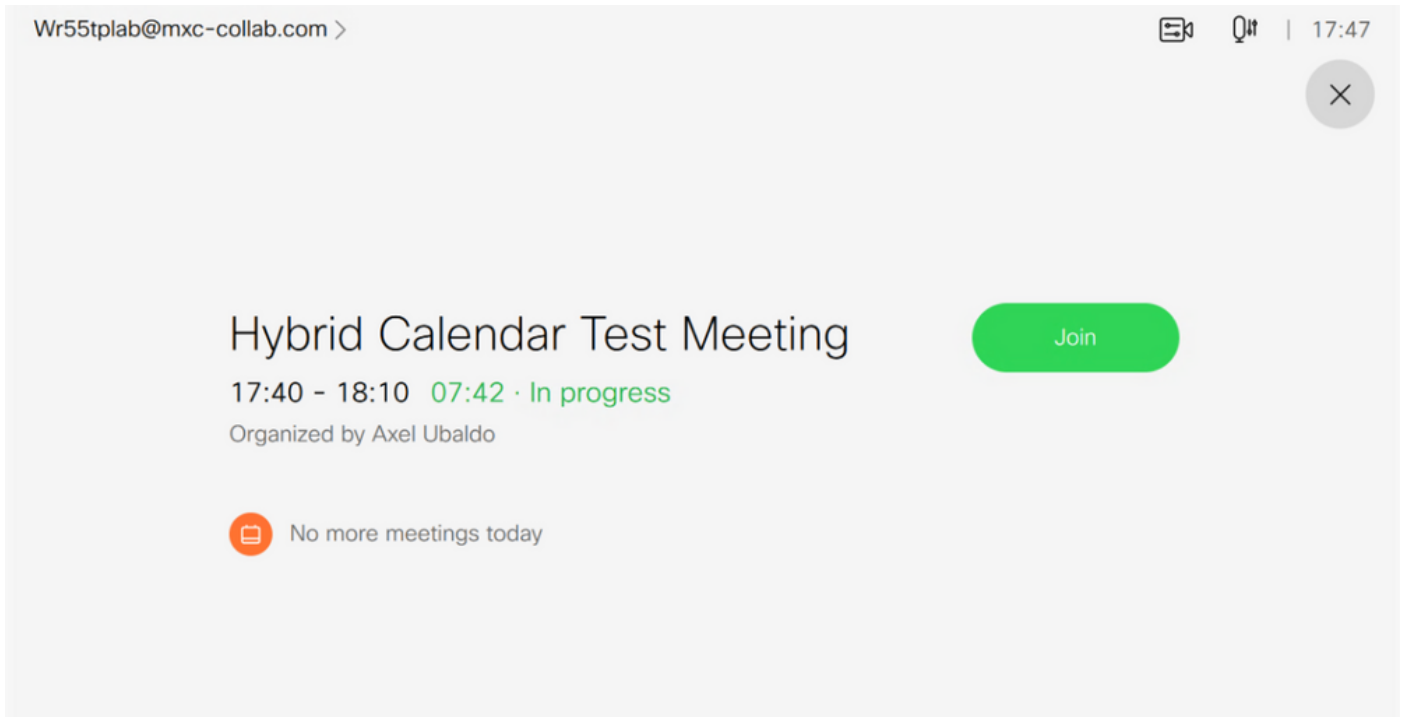 Wr55tplab@mxc-collab.com >
| 17:47
Hybrid Calendar Test Meeting
Join
17:40 - 18:10 07:42 · In progress
Organized by Axel Ubaldo
No more meetings today